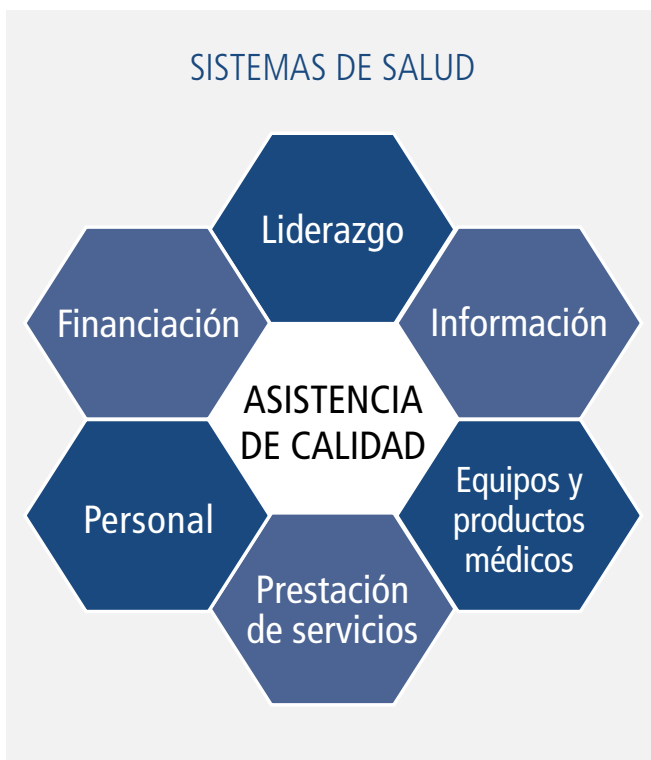 SISTEMAS DE SALUD
Liderazgo
Financiación
Información
ASISTENCIA
DE CALIDAD
Personal
Equipos y
productos
médicos
Prestación
de servicios